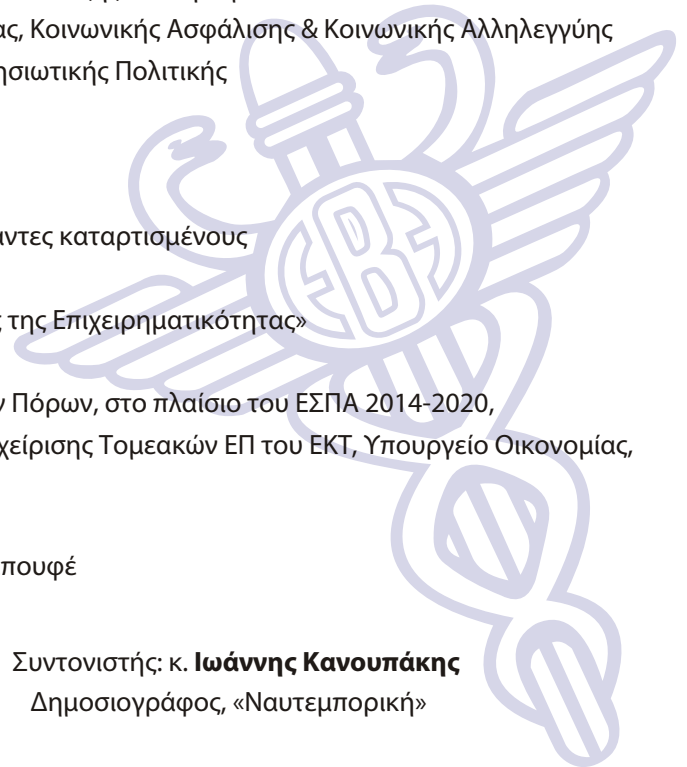 ας, Κοινωνικής Ασφάλισης & Κοινωνικής Αλληλεγγύης
ησιωτικής Πολιτικής
αντες καταρτισμένους
ς της Επιχειρηματικότητας»
ν Πόρων, στο πλαίσιο του ΕΣΠΑ 2014-2020,
χείρισης Τομεακών ΕΠ του ΕΚΤ, Υπουργείο Οικονομίας,
πουφέ
Συντονιστής: κ. Ιωάννης Κανουπάκης
Δημοσιογράφος, «Ναυτεμπορική»